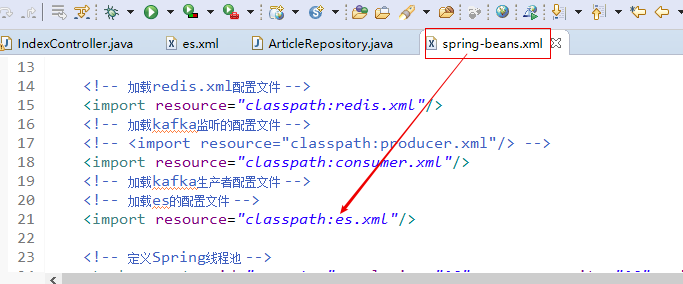 IndexController.java es.xml ArticleRepository.java spring-beans.xml
13
14 <!-- 加载redis.xml配置文件 -->
15 <import resource="classpath:redis.xml"/>
16 <!-- 加载kafka监听的配置文件 -->
17 <!-- <import resource="classpath:producer.xml"/> -->
18 <import resource="classpath:consumer.xml"/>
19 <!-- 加载kafka生产者配置文件 -->
20 <!-- 加载es的配置文件 -->
21 <import resource="classpath:es.xml"/>
22
23 <!-- 定义Spring线程池 -->